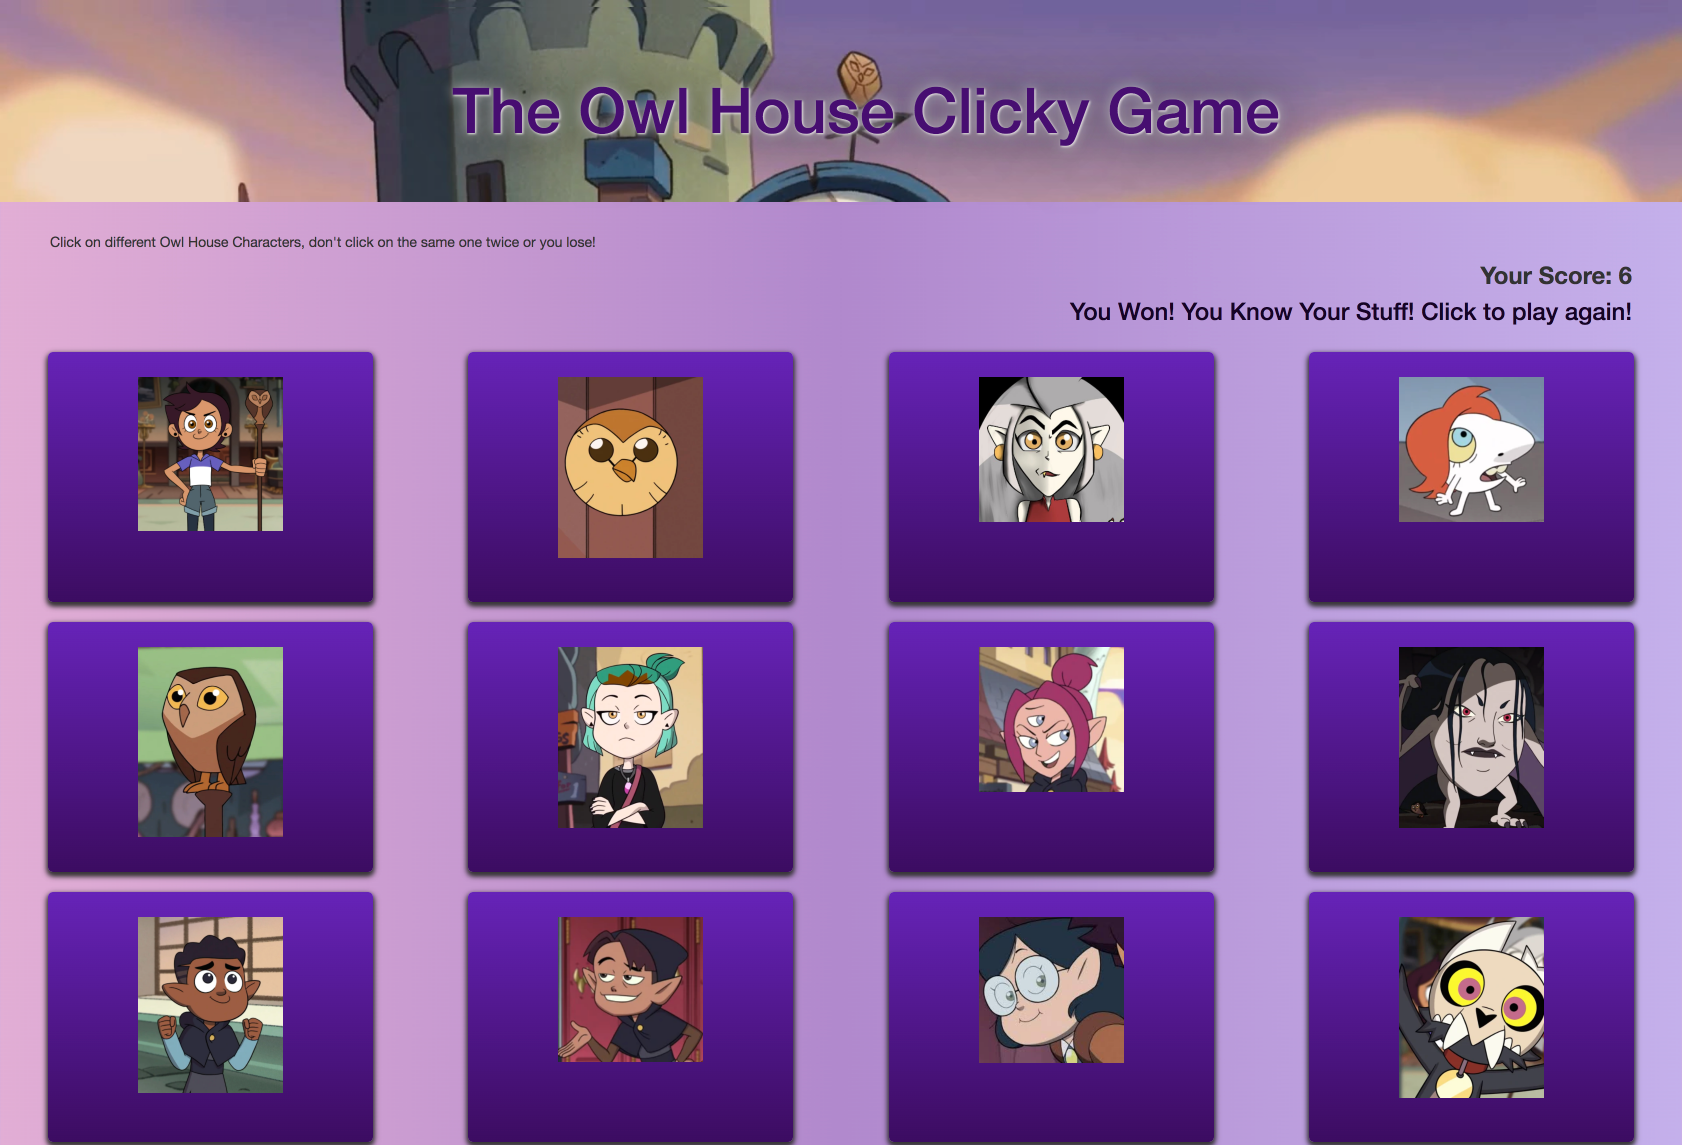 The Owl House Clicky Game
Click on different Owl House Characters, don't click on the same one twice or you lose!
Your Score: 6
You Won! You Know Your Stuff! Click to play again!